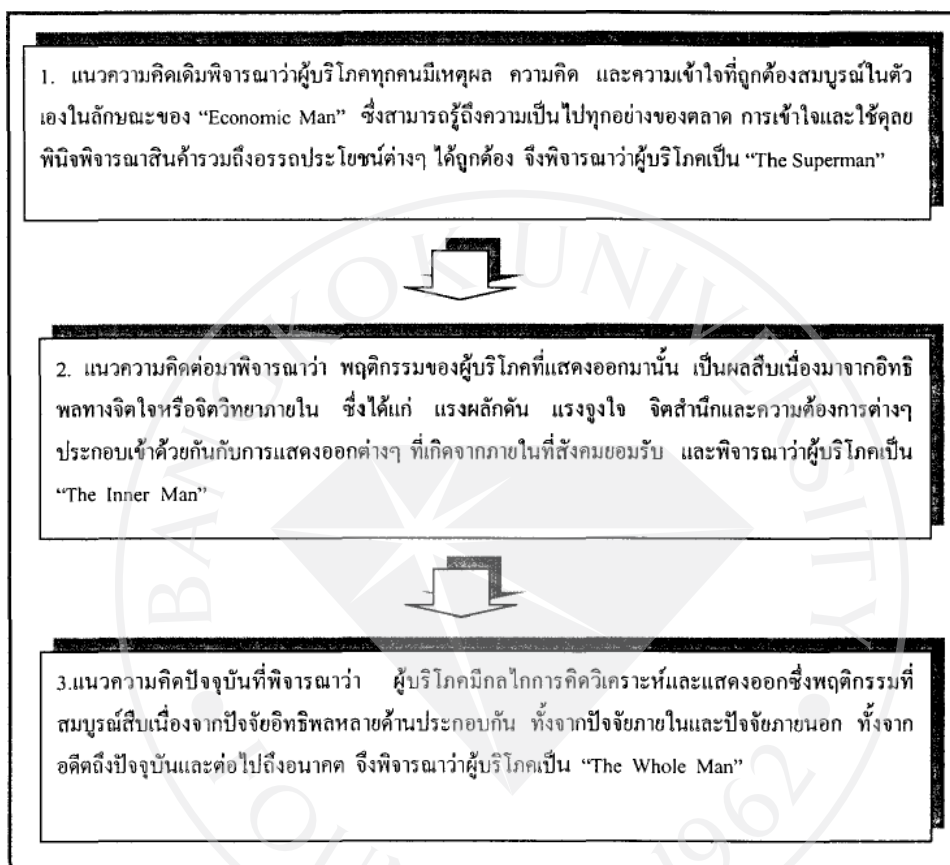 1. แนวความคิดเดิมพิจารณาว่าผู้บริโภคทุกคนมีเหตุผล ความคิด และความเข้าใจที่ถูกต้องสมบูรณ์ในตัว
เองในลักษณะของ “Economic Man” ซึ่งสามารถรู้ถึงความเป็นไปทุกอย่างของตลาด การเข้าใจและใช้ดุลย
พินิจพิจารณาสินค้ารวมถึงอรรถประโยชน์ต่างๆ ได้ถูกต้อง จึงพิจารณาว่าผู้บริโภคเป็น “The Superman”
2. แนวความคิดต่อมาพิจารณาว่า พฤติกรรมของผู้บริโภคที่แสดงออกมานั้น เป็นผลสืบเนื่องมาจากอิทธิ
พลทางจิตใจหรือจิตวิทยาภายใน ซึ่งได้แก่ แรงผลักดัน แรงจูงใจ จิตสำนึกและความต้องการต่างๆ
ประกอบเข้าด้วยกันกับการแสดงออกต่างๆ ที่เกิดจากภายในที่สังคมยอมรับ และพิจารณาว่าผู้บริโภคเป็น
“The Inner Man”
3.แนวความคิดปัจจุบันที่พิจารณาว่า ผู้บริโภคมีกลไกการคิดวิเคราะห์และแสดงออกซึ่งพฤติกรรมที่
สมบูรณ์สืบเนื่องจากปัจจัยอิทธิพลหลายด้านประกอบกัน ทั้งจากปัจจัยภายในและปัจจัยภายนอก ทั้งจาก
อดีตถึงปัจจุบันและต่อไปถึงอนาคต จึงพิจารณาว่าผู้บริโภคเป็น “The Whole Man”
BANGKOK UNIVERSITY
1962